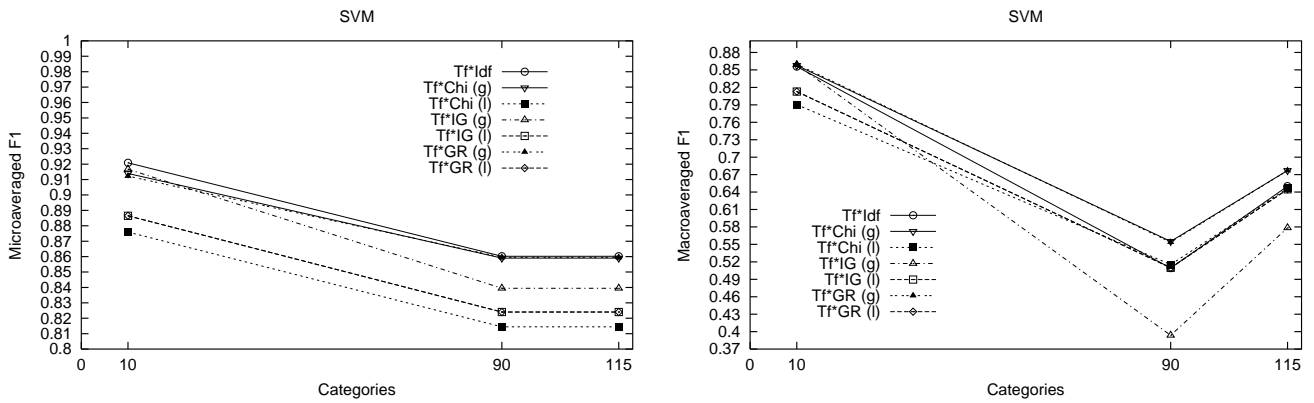 SVM
Microaveraged F1
1
0.99
0.98
0.97
0.96
0.95
0.94
0.93
0.92
0.91
0.9
0.89
0.88
0.87
0.86
0.85
0.84
0.83
0.82
0.81
0.8
Tf*Idf
Tf*Chi (g)
Tf*Chi (l)
Tf*IG (g)
Tf*IG (l)
Tf*GR (g)
Tf*GR (l)
0 10 90 115
Categories
SVM
Macroaveraged F1
0.88
0.85
0.82
0.79
0.76
0.73
0.7
0.67
0.64
0.61
0.58
0.55
0.52
0.49
0.46
0.43
0.4
0.37
Tf*Idf
Tf*Chi (g)
Tf*Chi (l)
Tf*IG (g)
Tf*IG (l)
Tf*GR (g)
Tf*GR (l)
0 10 90 115
Categories